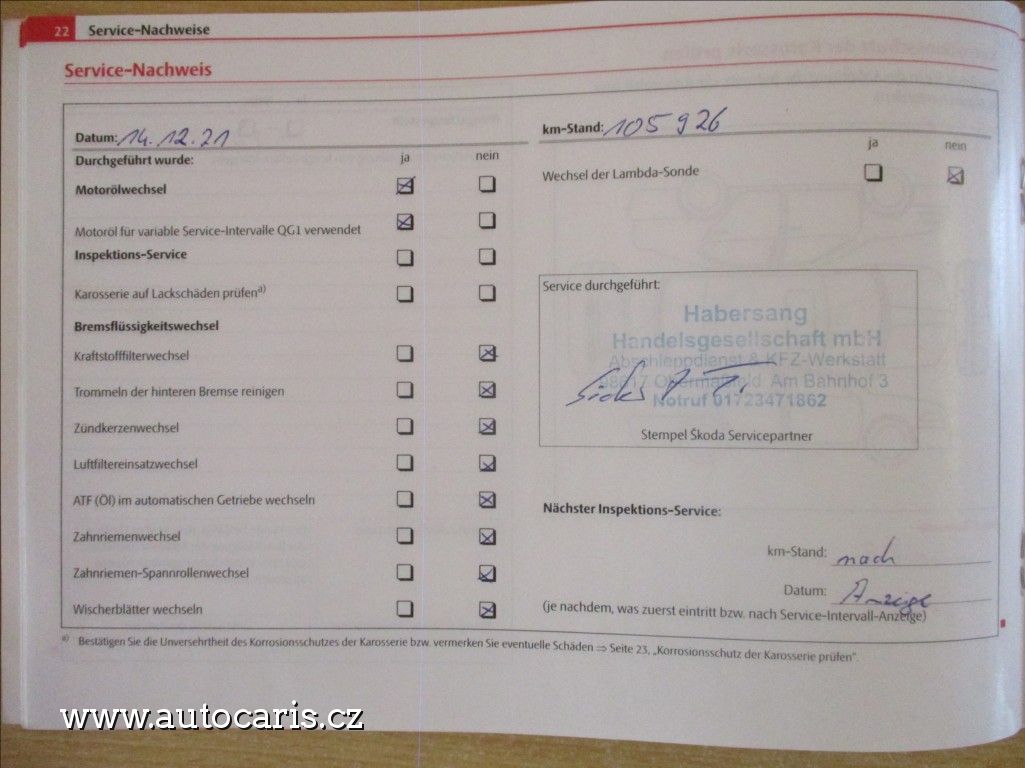 22 Service-Nachweise
Service-Nachweis
Datum: 14.12.21
km-Stand: 105 926
Durchgeführt wurde: ja nein
ja nein
Motorölwechsel
Wechsel der Lambda-Sonde
Motoröl für variable Service-Intervalle QG1 verwendet
Inspektions-Service
Karosserie auf Lackschäden prüfen a)
Bremsflüssigkeitswechsel
Kraftstofffilterwechsel
Trommeln der hinteren Bremse reinigen
Zündkerzenwechsel
Luftfiltereinsatzwechsel
ATF (Öl) im automatischen Getriebe wechseln
Zahnriemenwechsel
Zahnriemen-Spannrollenwechsel
Wischerblätter wechseln
Service durchgeführt:
Habersang
Handelsgesellschaft mbH
Abschleppdienst & KFZ-Werkstatt
98617 Obermaßfeld Am Bahnhof 3
Notruf 01723471862
Stempel Škoda Servicepartner
Nächster Inspektions-Service:
km-Stand: nach
Datum: Anzeige
(je nachdem, was zuerst eintritt bzw. nach Service-Intervall-Anzeige)
a) Bestätigen Sie die Unversehrtheit des Korrosionsschutzes der Karosserie bzw. vermerken Sie eventuelle Schäden ⇒ Seite 23, „Korrosionsschutz der Karosserie prüfen“.
www.autocaris.cz